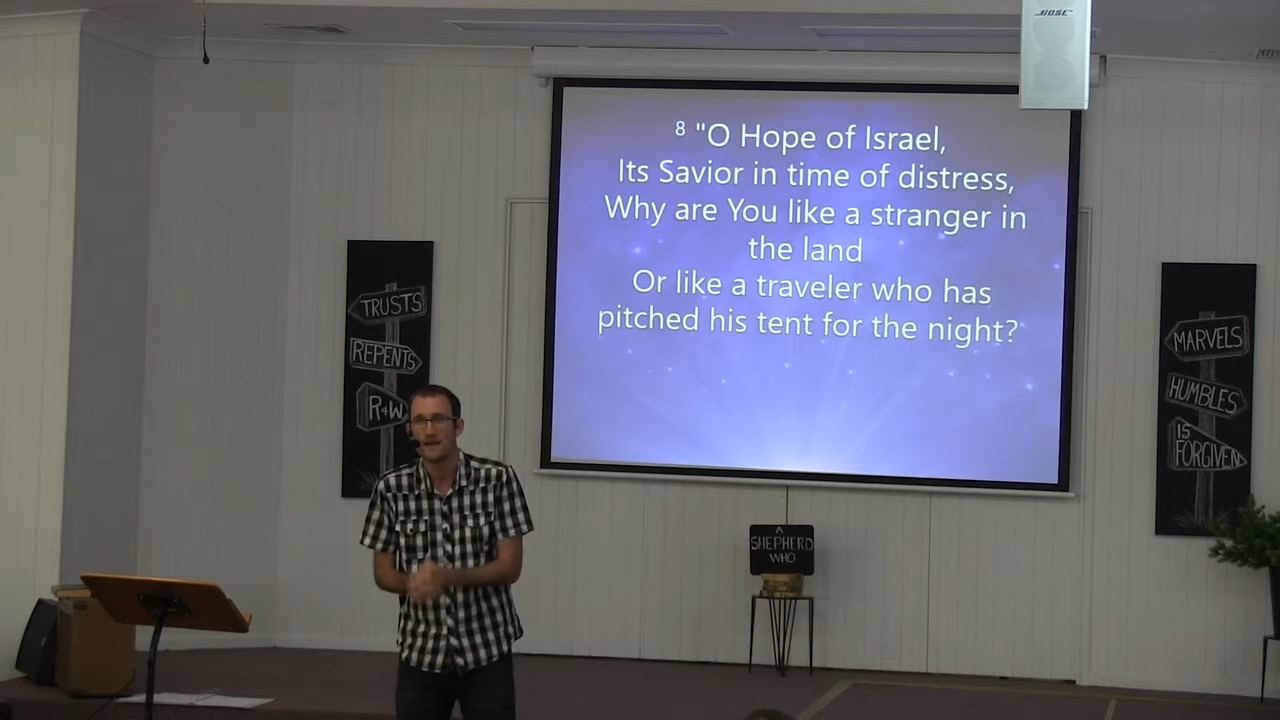 BOSE
8 "O Hope of Israel,
Its Savior in time of distress,
Why are You like a stranger in
the land
Or like a traveler who has
pitched his tent for the night?
TRUSTS
REPENTS
R+W
MARVELS
HUMBLES
IS
FORGIVEN
A
SHEPHERD
WHO